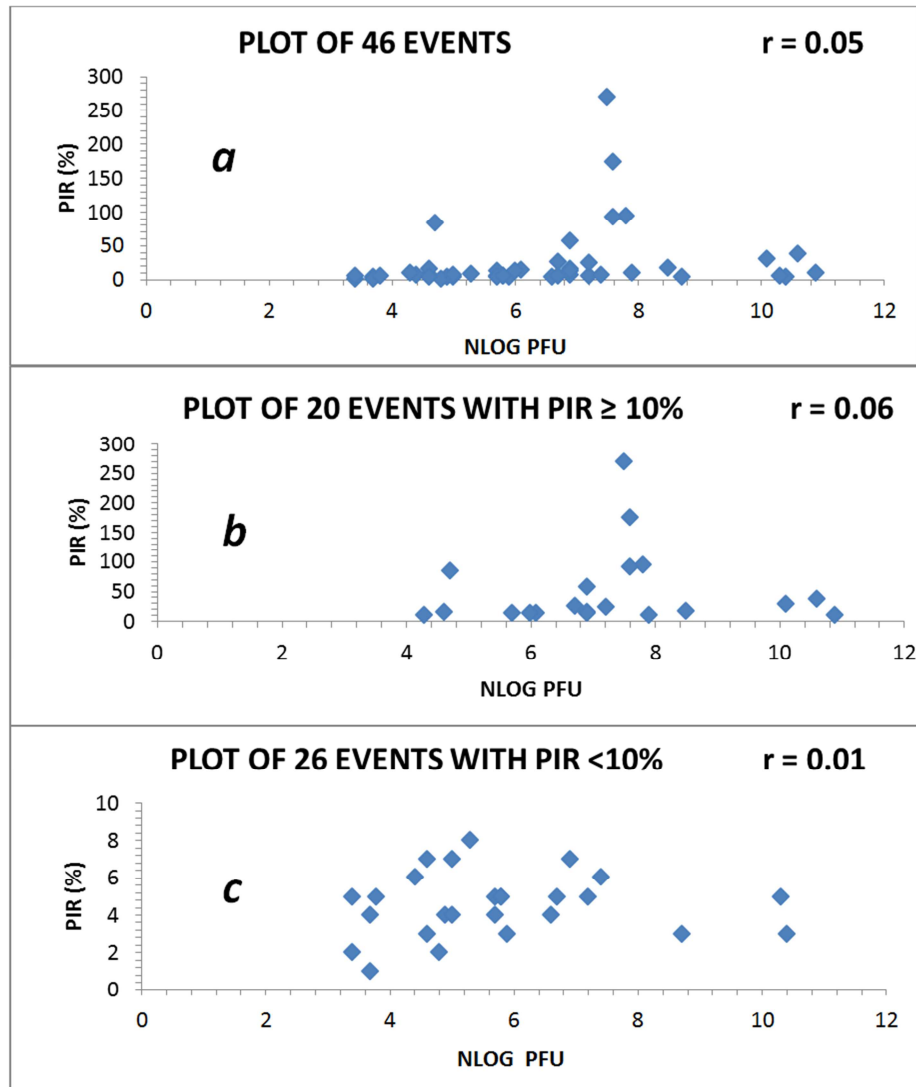 PLOT OF 46 EVENTS r = 0.05
300
250
200
150
100
50
0
PIR (%)
a
0 2 4 6 8 10 12
NLOG PFU
PLOT OF 20 EVENTS WITH PIR ≥ 10% r = 0.06
300
250
200
150
100
50
0
PIR (%)
b
0 2 4 6 8 10 12
NLOG PFU
PLOT OF 26 EVENTS WITH PIR <10% r = 0.01
10
8
6
4
2
0
PIR (%)
c
0 2 4 6 8 10 12
NLOG PFU